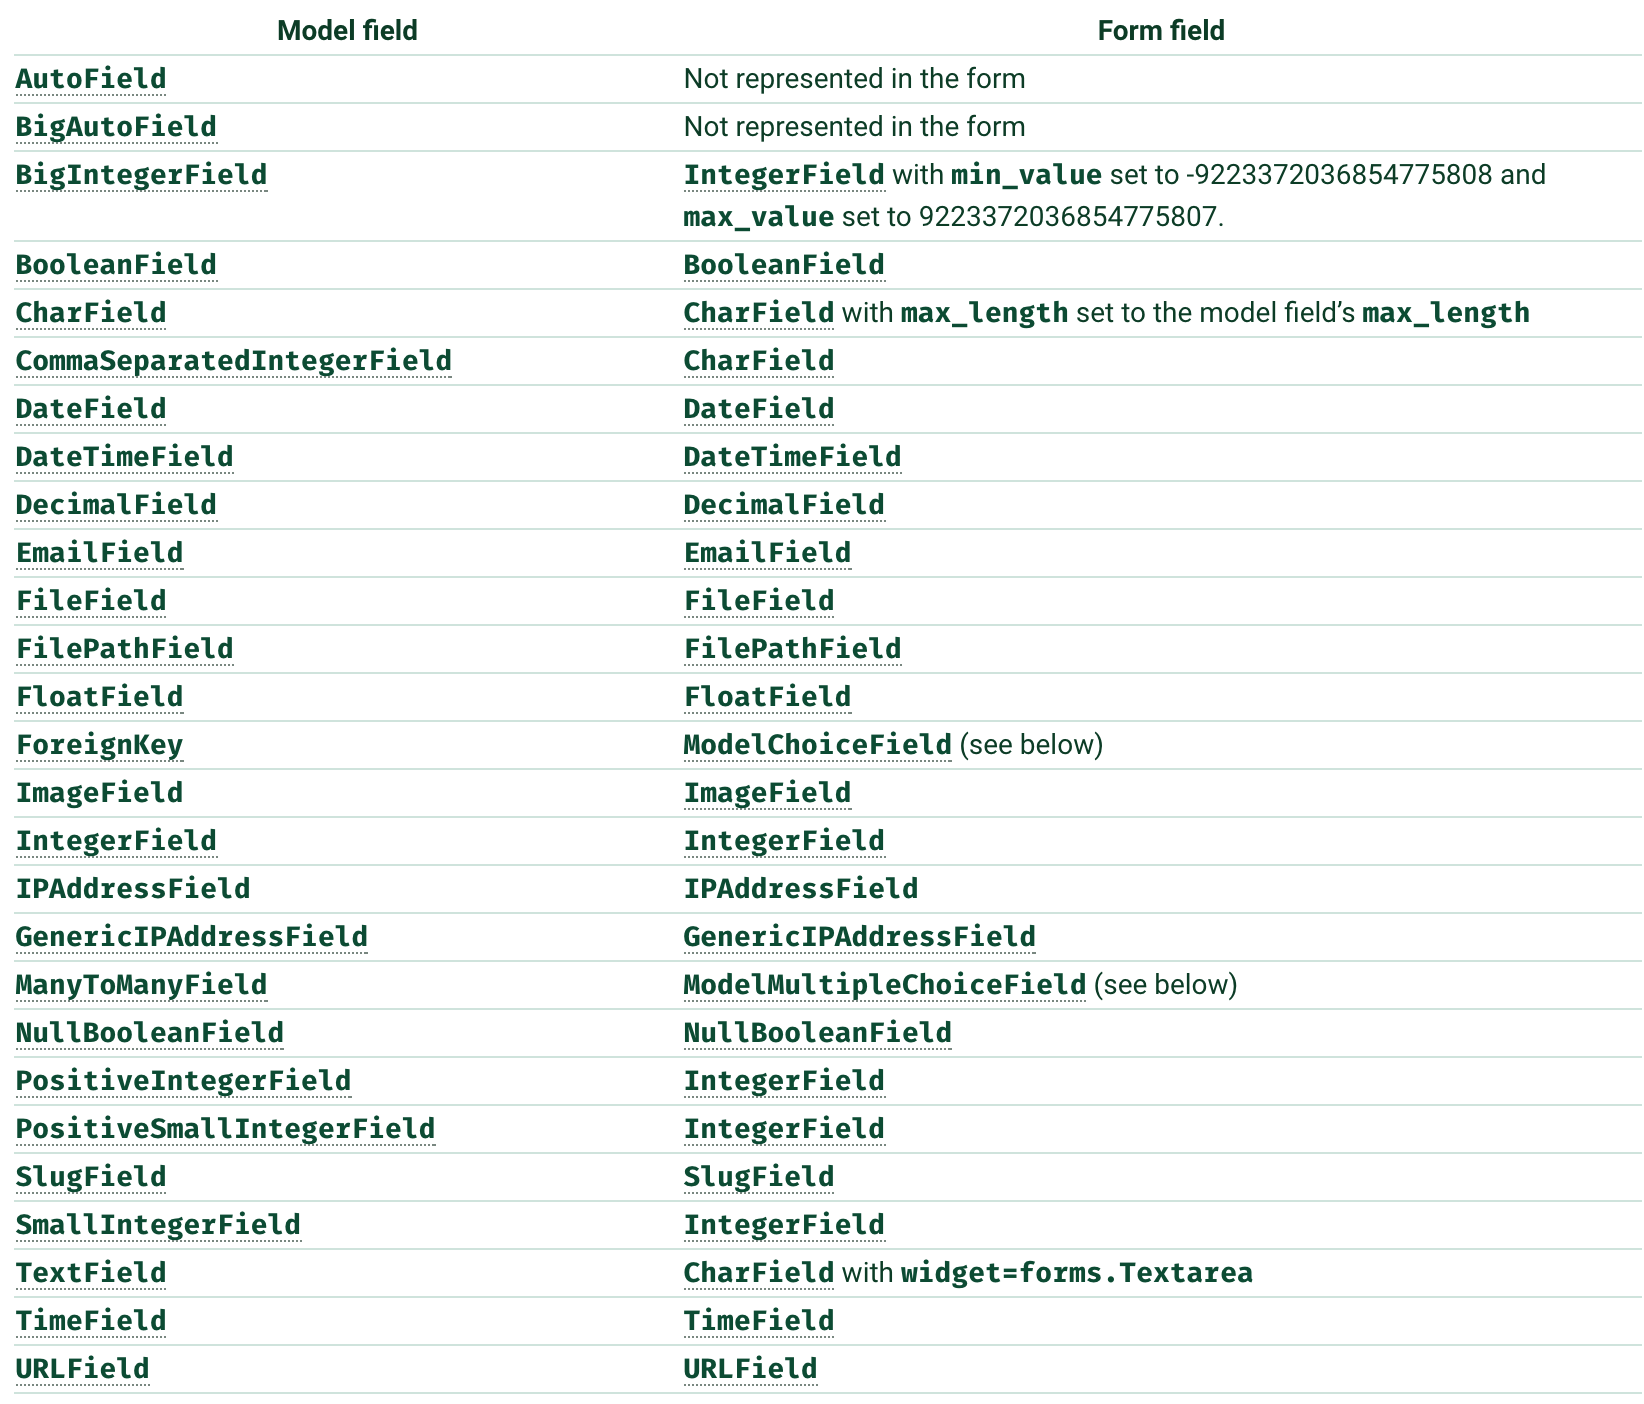 Model field Form field
AutoField Not represented in the form
BigAutoField Not represented in the form
BigIntegerField IntegerField with min_value set to -9223372036854775808 and
max_value set to 9223372036854775807.
BooleanField BooleanField
CharField CharField with max_length set to the model field’s max_length
CommaSeparatedIntegerField CharField
DateField DateField
DateTimeField DateTimeField
DecimalField DecimalField
EmailField EmailField
FileField FileField
FilePathField FilePathField
FloatField FloatField
ForeignKey ModelChoiceField (see below)
ImageField ImageField
IntegerField IntegerField
IPAddressField IPAddressField
GenericIPAddressField GenericIPAddressField
ManyToManyField ModelMultipleChoiceField (see below)
NullBooleanField NullBooleanField
PositiveIntegerField IntegerField
PositiveSmallIntegerField IntegerField
SlugField SlugField
SmallIntegerField IntegerField
TextField CharField with widget=forms.Textarea
TimeField TimeField
URLField URLField